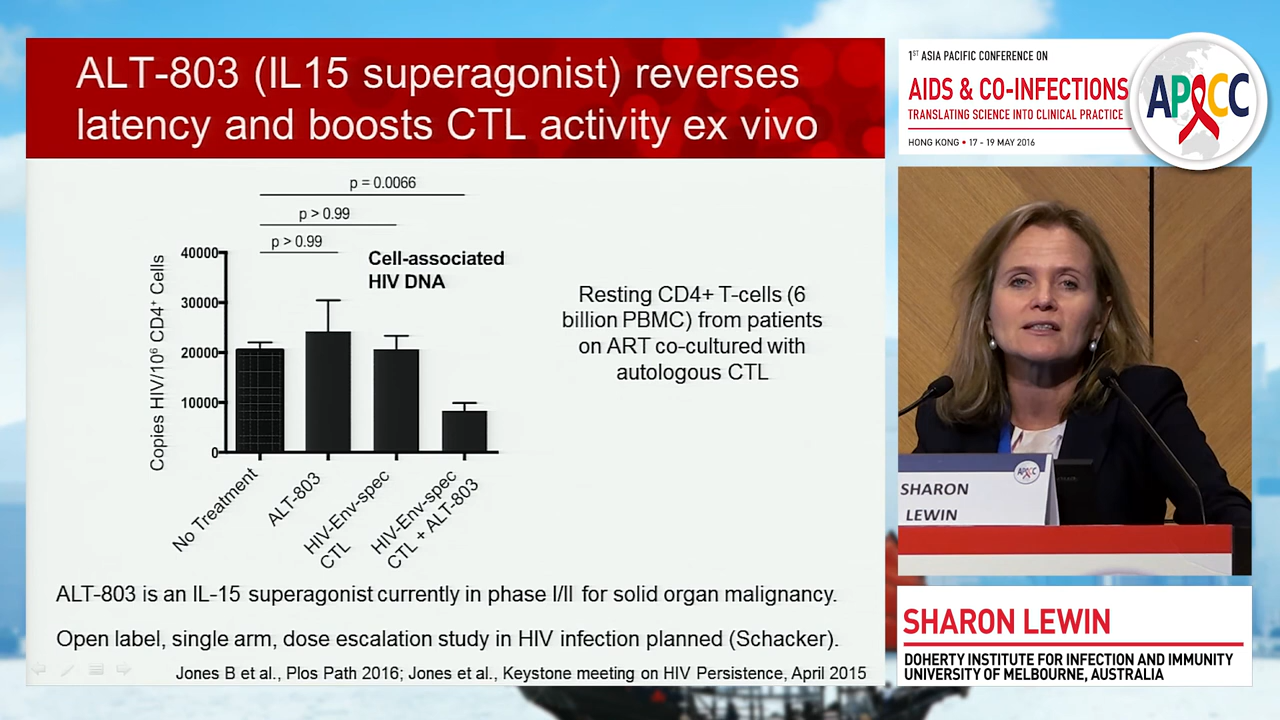 ALT-803 (IL15 superagonist) reverses
latency and boosts CTL activity ex vivo
p = 0.0066
p > 0.99
p > 0.99
Cell-associated
HIV DNA
Copies HIV/10⁶ CD4⁺ Cells
40000
30000
20000
10000
0
No Treatment
ALT-803
HIV-Env-spec
CTL
HIV-Env-spec
CTL + ALT-803
Resting CD4+ T-cells (6
billion PBMC) from patients
on ART co-cultured with
autologous CTL
ALT-803 is an IL-15 superagonist currently in phase I/II for solid organ malignancy.
Open label, single arm, dose escalation study in HIV infection planned (Schacker).
Jones B et al., Plos Path 2016; Jones et al., Keystone meeting on HIV Persistence, April 2015
1ST ASIA PACIFIC CONFERENCE ON
AIDS & CO-INFECTIONS
TRANSLATING SCIENCE INTO CLINICAL PRACTICE
HONG KONG • 17 - 19 MAY 2016
APACC
APACC
SHARON
LEWIN
SHARON LEWIN
DOHERTY INSTITUTE FOR INFECTION AND IMMUNITY
UNIVERSITY OF MELBOURNE, AUSTRALIA